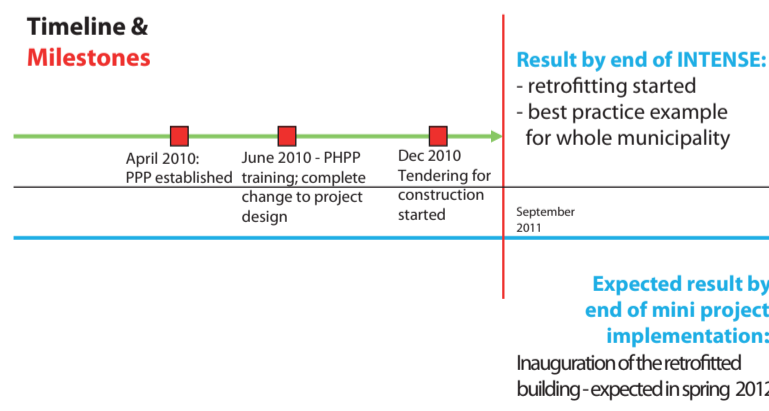 Timeline &
Milestones
Result by end of INTENSE:
- retrofitting started
- best practice example
for whole municipality
April 2010:
PPP established
June 2010 - PHPP
training; complete
change to project
design
Dec 2010
Tendering for
construction
started
September
2011
Expected result by
end of mini project
implementation:
Inauguration of the retrofitted
building - expected in spring 2012